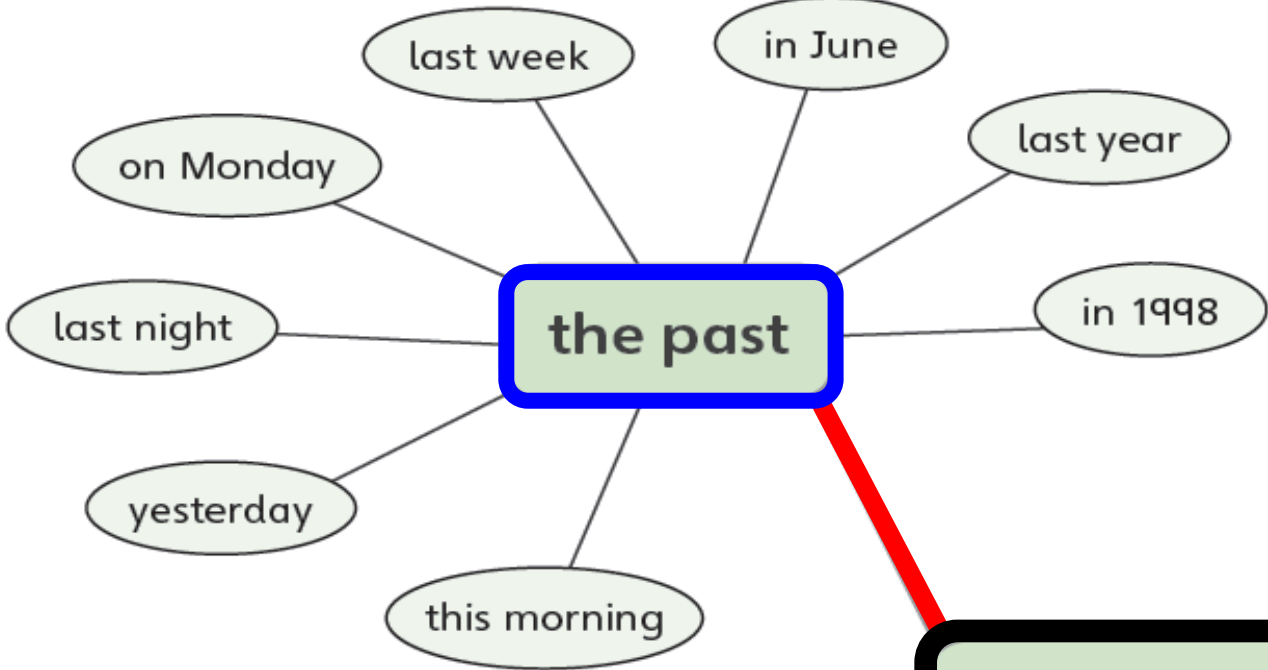 last week
in June
last year
on Monday
in 1998
last night
the past
yesterday
this morning